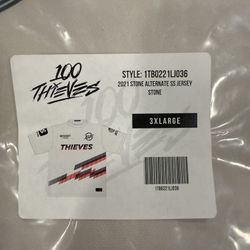 100
THIEVES
STYLE: 1TB0221LJ036
2021 STONE ALTERNATE SS JERSEY
STONE
3XLARGE
THIEVES
1TB0221LJ036